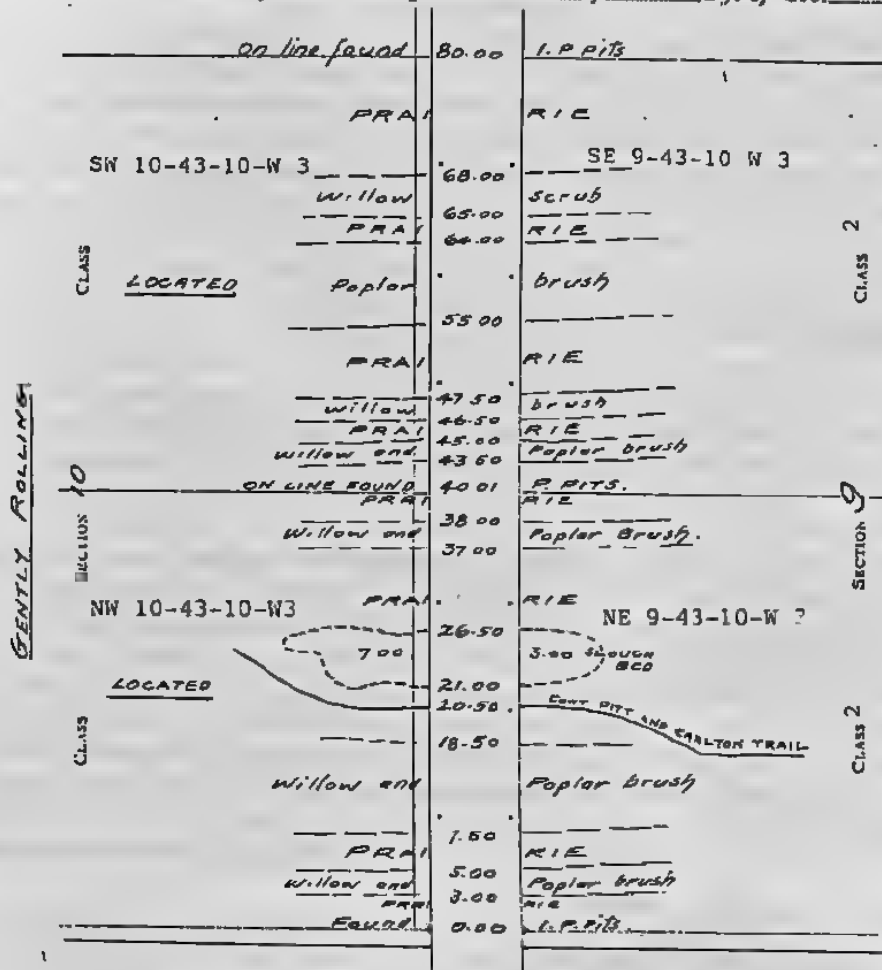 on line found 80.00 I. P. pits
PRAI RIE
SW 10-43-10-W 3 SE 9-43-10 W 3
68.00
Willow scrub
65.00
PRAI RIE
64.00
CLASS CLASS 2
LOCATED Poplar brush
55 00
PRAI RIE
47 50
Willow brush
46.50
PRAI RIE
45.00
Willow and Poplar brush
43 60
GENTLY ROLLING
SECTION 10 SECTION 9
ON LINE FOUND 40 01 P. PITS.
PRAI RIE
38 00
Willow and Poplar Brush.
37 00
PRAI RIE
NW 10-43-10-W3 NE 9-43-10-W
26.50
7 00 3.00 SLOUGH
BED
LOCATED 21.00
20.50. FORT PITT AND CARLTON TRAIL
CLASS CLASS 2
18.50
Willow and Poplar brush
PRAI RIE
5.00
Willow and Poplar brush
3.00
PRAI RIE
Found 0.00 I. P. Pits.